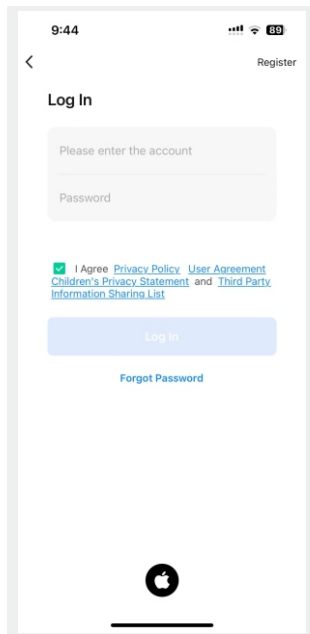 9:44
89
Register
Log In
Please enter the account
Password
I Agree Privacy Policy User Agreement
Children's Privacy Statement and Third Party
Information Sharing List
Log In
Forgot Password